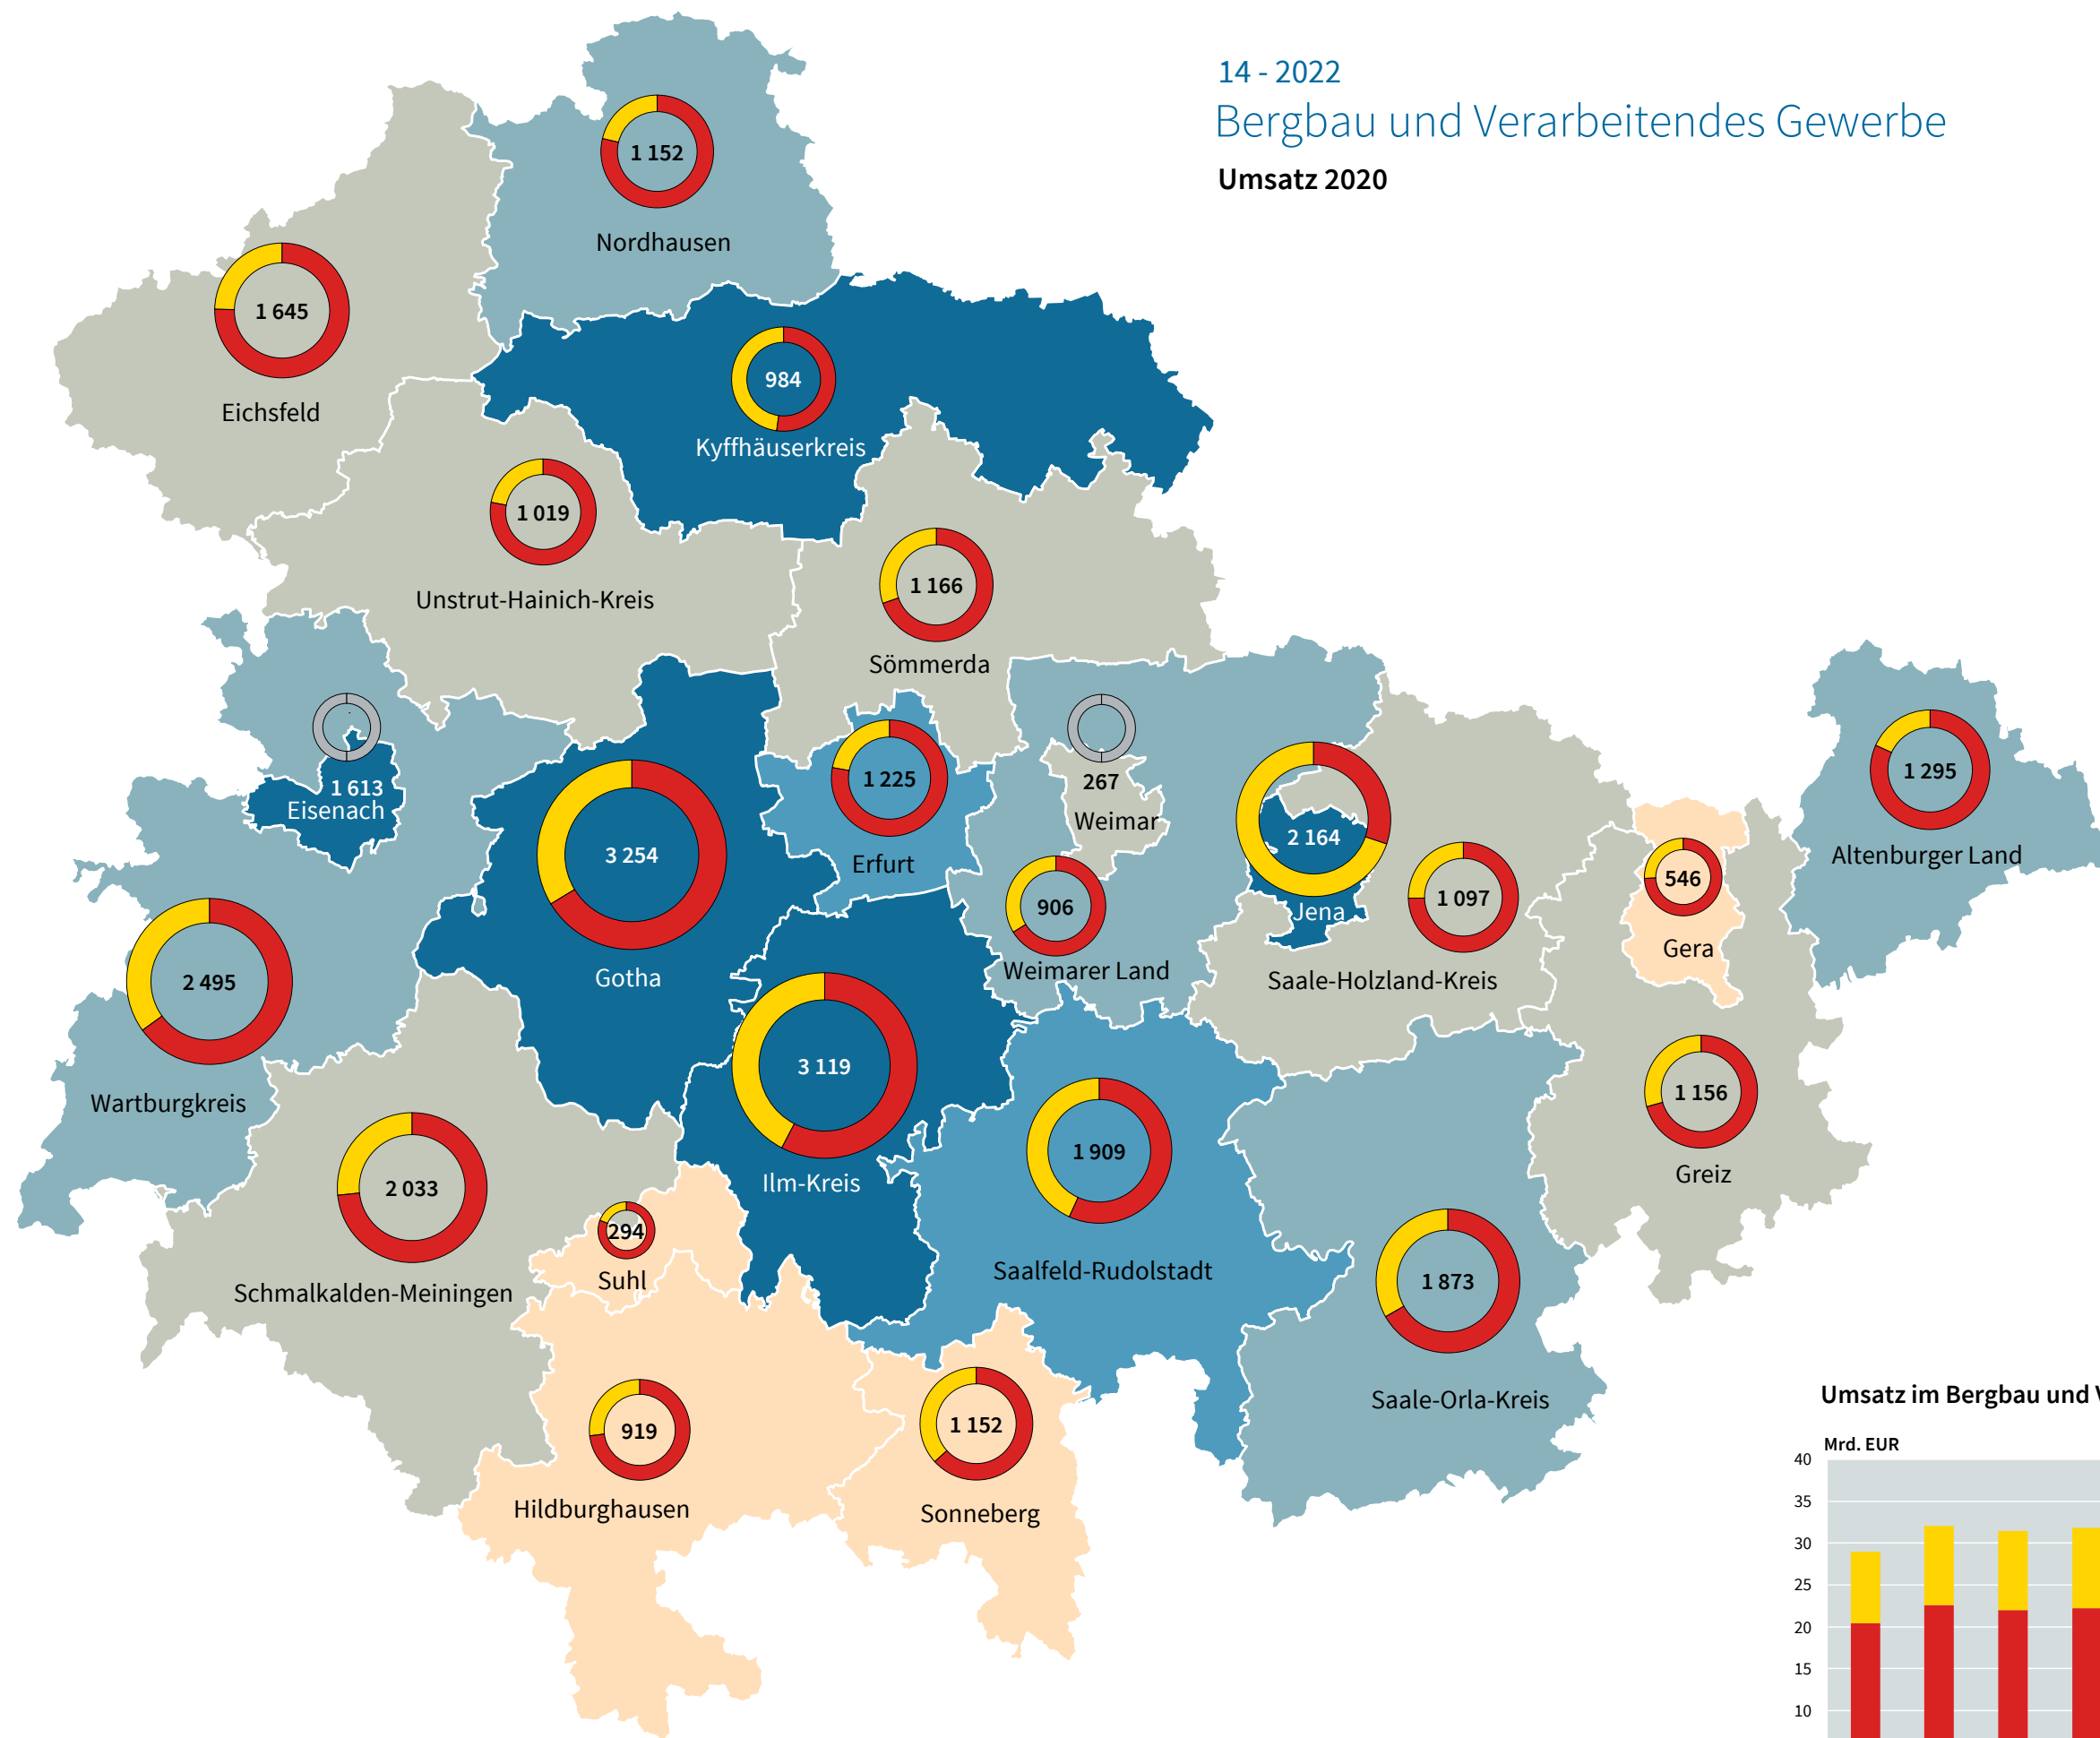 14 - 2022
Bergbau und Verarbeitendes Gewerbe
Umsatz 2020
1 152
Nordhausen
1 645
Eichsfeld
984
Kyffhäuserkreis
1 019
Unstrut-Hainich-Kreis
1 166
Sömmerda
1 613
Eisenach
3 254
Gotha
1 225
Erfurt
267
Weimar
906
Weimarer Land
2 164
Jena
1 097
Saale-Holzland-Kreis
546
Gera
1 295
Altenburger Land
2 495
Wartburgkreis
3 119
Ilm-Kreis
1 909
Saalfeld-Rudolstadt
1 156
Greiz
2 033
Schmalkalden-Meiningen
294
Suhl
1 873
Saale-Orla-Kreis
919
Hildburghausen
1 152
Sonneberg
Umsatz im Bergbau und
Mrd. EUR
40
35
30
25
20
15
10